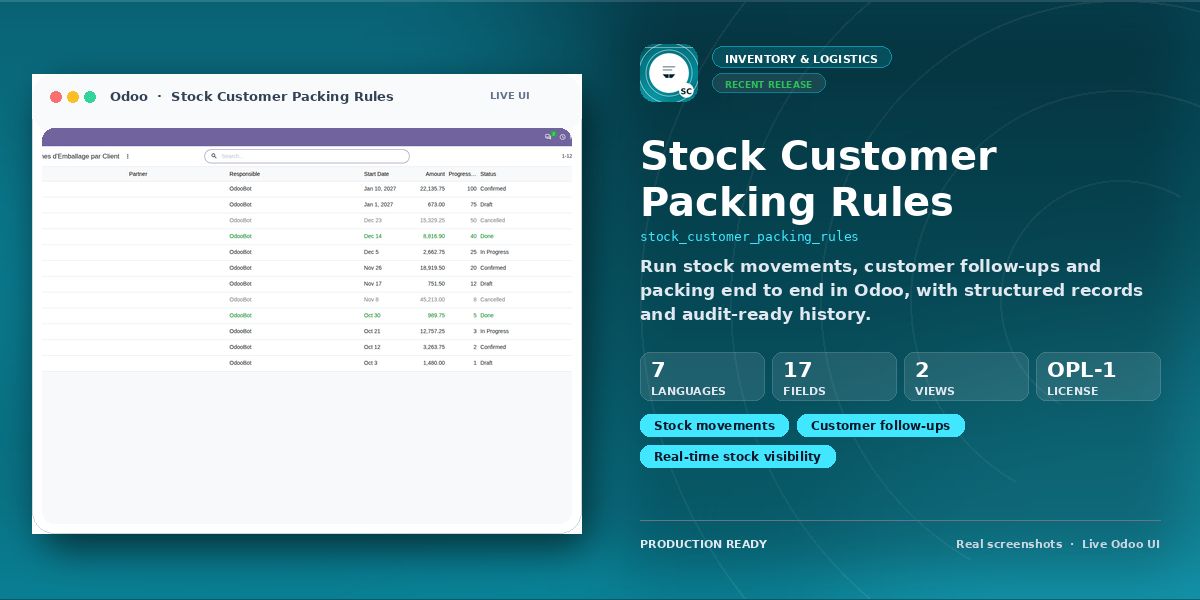 Odoo · Stock Customer Packing Rules
LIVE UI
nes d'Emballage par Client
Search...
1-12
Partner Responsible Start Date Amount Progress... Status
OdooBot Jan 10, 2027 22,135.75 100 Confirmed
OdooBot Jan 1, 2027 673.00 75 Draft
OdooBot Dec 23 15,329.25 50 Cancelled
OdooBot Dec 14 8,816.90 40 Done
OdooBot Dec 5 2,662.75 25 In Progress
OdooBot Nov 26 18,919.50 20 Confirmed
OdooBot Nov 17 751.50 12 Draft
OdooBot Nov 8 45,213.00 8 Cancelled
OdooBot Oct 30 989.75 5 Done
OdooBot Oct 21 12,757.25 3 In Progress
OdooBot Oct 12 3,263.75 2 Confirmed
OdooBot Oct 3 1,480.00 1 Draft
SC
INVENTORY & LOGISTICS
RECENT RELEASE
Stock Customer
Packing Rules
stock_customer_packing_rules
Run stock movements, customer follow-ups and
packing end to end in Odoo, with structured records
and audit-ready history.
7 LANGUAGES
17 FIELDS
2 VIEWS
OPL-1 LICENSE
Stock movements
Customer follow-ups
Real-time stock visibility
PRODUCTION READY
Real screenshots · Live Odoo UI